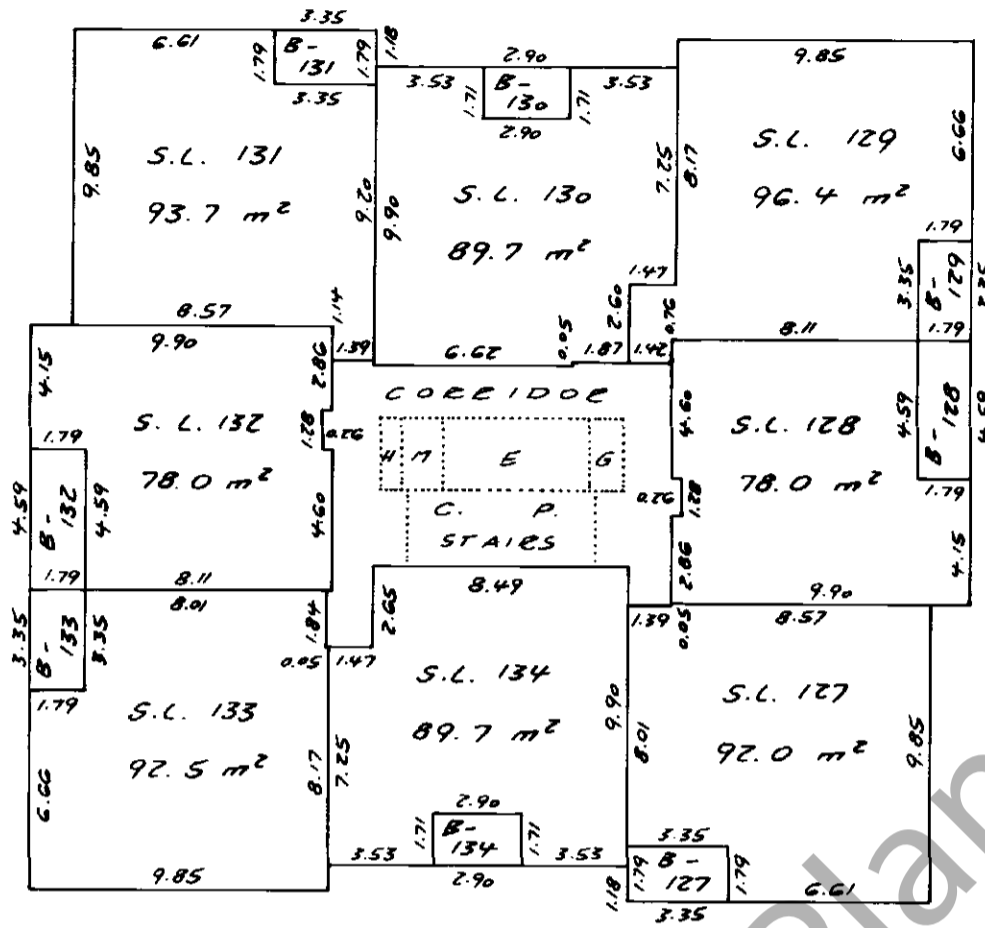 3.35
6.61
B-
131
1.79
1.79
1.18
3.35
2.90
3.53
3.53
B-
130
1.71
1.71
2.90
9.85
S.L. 131
93.7 m²
9.85
9.20
9.90
S.L. 130
89.7 m²
7.25
8.17
S.L. 129
96.4 m²
6.66
1.79
3.35
B-
129
1.79
8.57
1.14
1.39
6.62
0.05
1.87
2.60
1.47
0.76
1.42
8.11
9.90
4.15
2.86
S.L. 132
78.0 m²
1.28
0.26
1.79
4.59
B-
132
4.59
4.60
1.79
8.11
CORRIDOR
H
M
E
G
C. P.
STAIRS
4.60
S.L. 128
78.0 m²
0.26
1.28
2.86
4.59
B-
128
4.59
1.79
4.15
9.90
8.01
3.35
B-
133
3.35
1.79
1.84
0.05
1.47
2.65
8.49
S.L. 133
92.5 m²
6.66
8.17
9.85
7.25
S.L. 134
89.7 m²
9.90
2.90
1.71
B-
134
1.71
3.53
2.90
3.53
1.39
0.05
8.57
8.01
S.L. 127
92.0 m²
9.85
3.35
1.18
1.79
B-
127
1.79
6.61
3.35
Plan